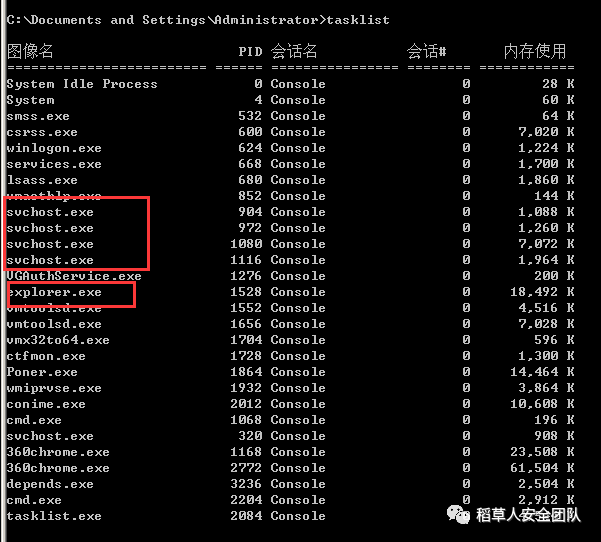 C:\Documents and Settings\Administrator>tasklist
图像名 PID 会话名 会话# 内存使用
========================= ====== ================ ======== ============
System Idle Process 0 Console 0 28 K
System 4 Console 0 60 K
smss.exe 532 Console 0 64 K
csrss.exe 600 Console 0 7,020 K
winlogon.exe 624 Console 0 1,224 K
services.exe 668 Console 0 1,700 K
lsass.exe 680 Console 0 1,860 K
vmacthlp.exe 852 Console 0 144 K
svchost.exe 904 Console 0 1,088 K
svchost.exe 972 Console 0 1,260 K
svchost.exe 1080 Console 0 7,072 K
svchost.exe 1116 Console 0 1,964 K
VGAuthService.exe 1276 Console 0 200 K
explorer.exe 1528 Console 0 18,492 K
vmtoolsd.exe 1552 Console 0 4,516 K
vmtoolsd.exe 1656 Console 0 7,028 K
vmx32to64.exe 1704 Console 0 596 K
ctfmon.exe 1728 Console 0 1,300 K
Poner.exe 1864 Console 0 14,464 K
wmiprvse.exe 1932 Console 0 3,864 K
conime.exe 2012 Console 0 10,608 K
cmd.exe 1068 Console 0 196 K
svchost.exe 320 Console 0 908 K
360chrome.exe 1168 Console 0 23,508 K
360chrome.exe 2772 Console 0 61,504 K
depends.exe 3236 Console 0 2,504 K
cmd.exe 2204 Console 0 2,912 K
tasklist.exe 2084 Console 0 K
稻草人安全团队